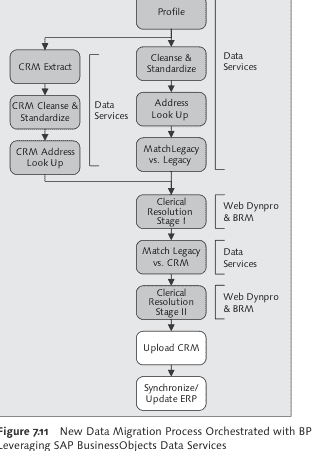 Profile
CRM Extract
CRM Cleanse &
Standardize
CRM Address
Look Up
Data
Services
Cleanse &
Standardize
Address
Look Up
MatchLegacy
vs. Legacy
Data
Services
Clerical
Resolution
Stage I
Web Dynpro
& BRM
Match Legacy
vs. CRM
Data
Services
Clerical
Resolution
Stage II
Web Dynpro
& BRM
Upload CRM
Synchronize/
Update ERP
Figure 7.11 New Data Migration Process Orchestrated with BP
Leveraging SAP BusinessObjects Data Services